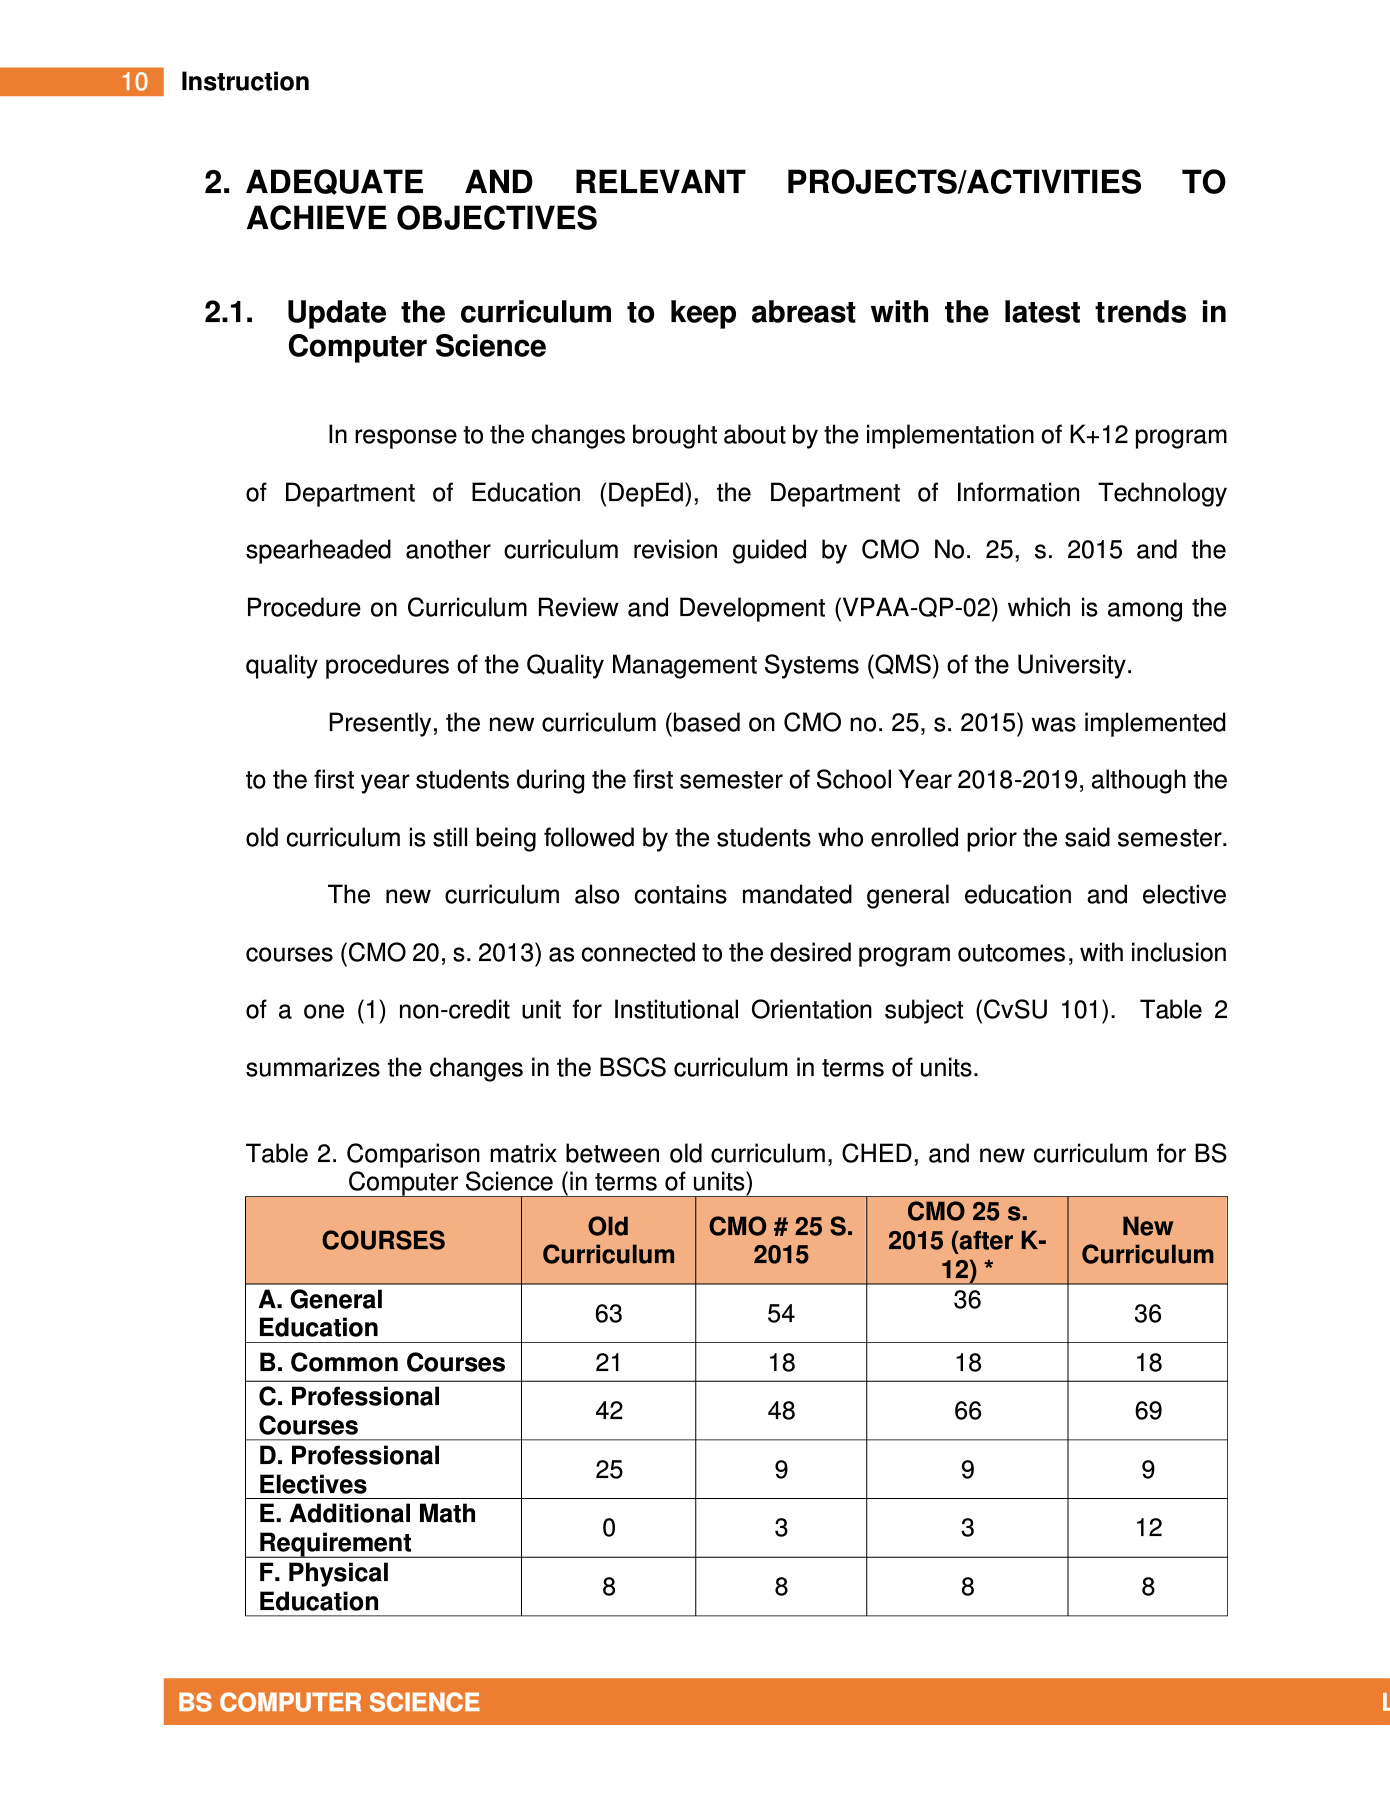 10 Instruction
2. ADEQUATE AND RELEVANT PROJECTS/ACTIVITIES TO
ACHIEVE OBJECTIVES
2.1. Update the curriculum to keep abreast with the latest trends in
Computer Science
In response to the changes brought about by the implementation of K+12 program
of Department of Education (DepEd), the Department of Information Technology
spearheaded another curriculum revision guided by CMO No. 25, s. 2015 and the
Procedure on Curriculum Review and Development (VPAA-QP-02) which is among the
quality procedures of the Quality Management Systems (QMS) of the University.
Presently, the new curriculum (based on CMO no. 25, s. 2015) was implemented
to the first year students during the first semester of School Year 2018-2019, although the
old curriculum is still being followed by the students who enrolled prior the said semester.
The new curriculum also contains mandated general education and elective
courses (CMO 20, s. 2013) as connected to the desired program outcomes, with inclusion
of a one (1) non-credit unit for Institutional Orientation subject (CvSU 101). Table 2
summarizes the changes in the BSCS curriculum in terms of units.
Table 2. Comparison matrix between old curriculum, CHED, and new curriculum for BS
Computer Science (in terms of units)
COURSES
Old
Curriculum
CMO # 25 S.
2015
CMO 25 s.
2015 (after K-
12) *
New
Curriculum
A. General
Education
63
54
36
36
B. Common Courses
21
18
18
18
C. Professional
Courses
42
48
66
69
D. Professional
Electives
25
9
9
9
E. Additional Math
Requirement
0
3
3
12
F. Physical
Education
8
8
8
8
BS COMPUTER SCIENCE